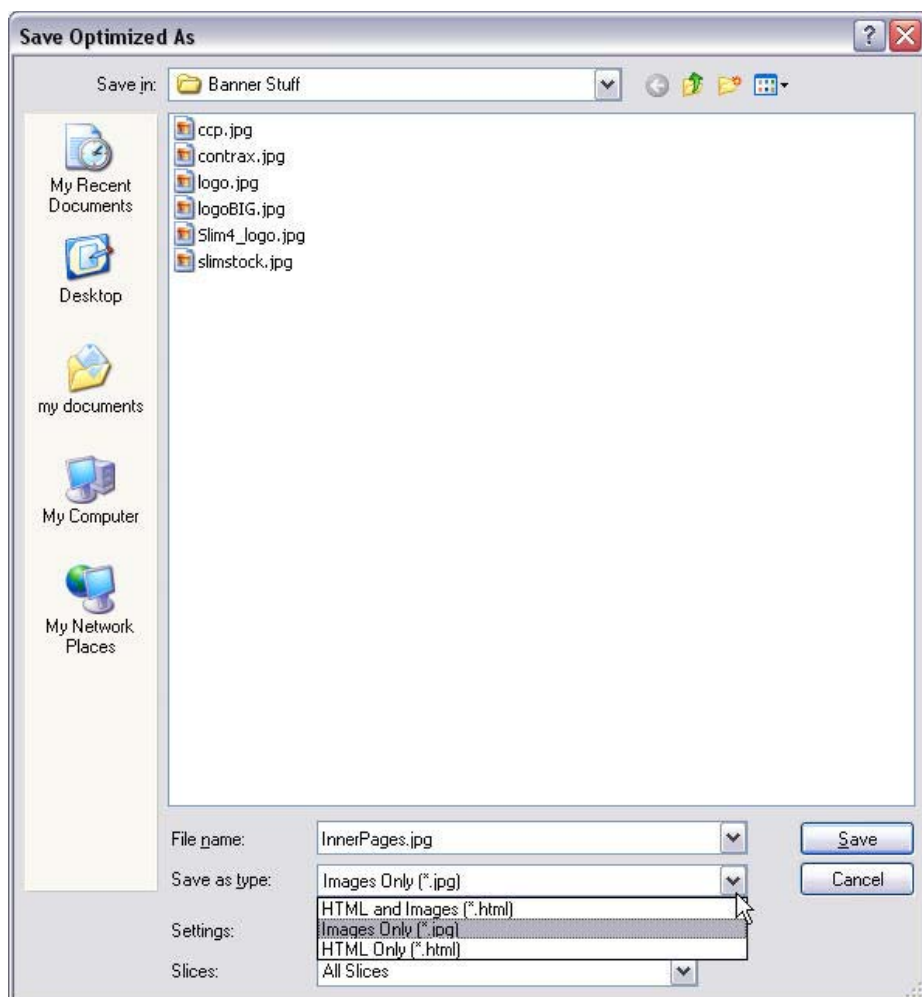 Save Optimized As
Save in: Banner Stuff
My Recent
Documents
Desktop
my documents
My Computer
My Network
Places
ccp.jpg
contrax.jpg
logo.jpg
logoBIG.jpg
Slim4_logo.jpg
slimstock.jpg
File name: InnerPages.jpg Save
Save as type: Images Only (*.jpg) Cancel
HTML and Images (*.html)
Settings: Images Only (*.jpg)
HTML Only (*.html)
Slices: All Slices